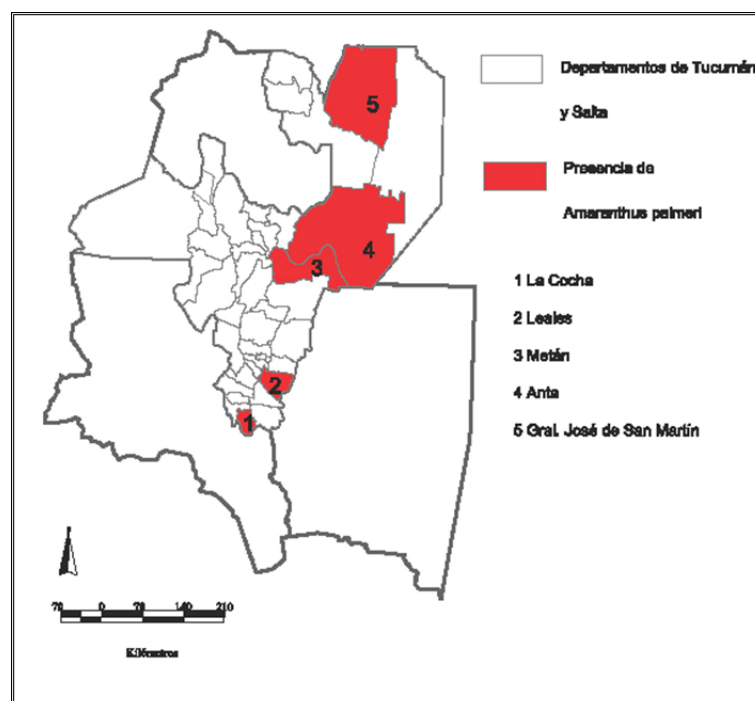 5
4
3
2
1
Departamentos de Tucumán
y Salta
Presencia de
Amaranthus palmeri
1 La Cocha
2 Leales
3 Metán
4 Anta
5 Gral. José de San Martín
70 0 70 140 210
Kilómetros